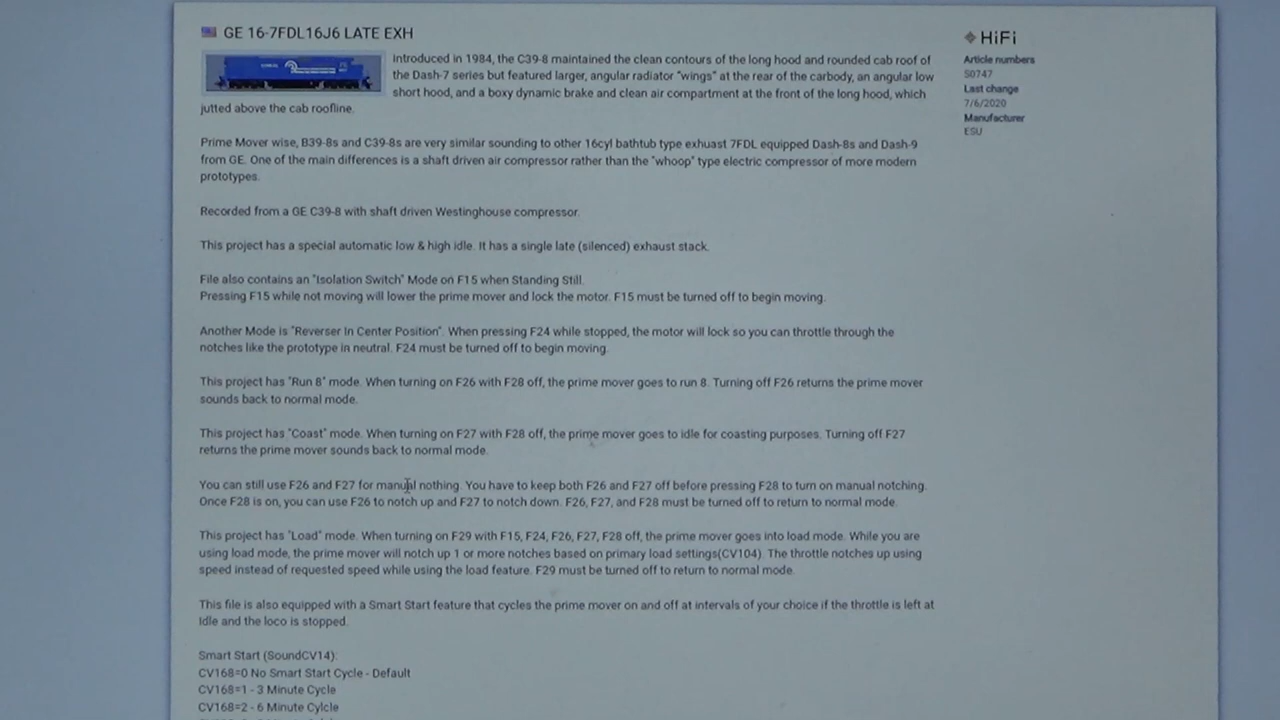 GE 16-7FDL16J6 LATE EXH
Introduced in 1984, the C39-8 maintained the clean contours of the long hood and rounded cab roof of
the Dash-7 series but featured larger, angular radiator "wings" at the rear of the carbody, an angular low
short hood, and a boxy dynamic brake and clean air compartment at the front of the long hood, which
jutted above the cab roofline.
Prime Mover wise, B39-8s and C39-8s are very similar sounding to other 16cyl bathtub type exhuast 7FDL equipped Dash-8s and Dash-9
from GE. One of the main differences is a shaft driven air compressor rather than the "whoop" type electric compressor of more modern
prototypes.
Recorded from a GE C39-8 with shaft driven Westinghouse compressor.
This project has a special automatic low & high idle. It has a single late (silenced) exhaust stack.
File also contains an "Isolation Switch" Mode on F15 when Standing Still.
Pressing F15 while not moving will lower the prime mover and lock the motor. F15 must be turned off to begin moving.
Another Mode is "Reverser In Center Position". When pressing F24 while stopped, the motor will lock so you can throttle through the
notches like the prototype in neutral. F24 must be turned off to begin moving.
This project has "Run 8" mode. When turning on F26 with F28 off, the prime mover goes to run 8. Turning off F26 returns the prime mover
sounds back to normal mode.
This project has "Coast" mode. When turning on F27 with F28 off, the prime mover goes to idle for coasting purposes. Turning off F27
returns the prime mover sounds back to normal mode.
You can still use F26 and F27 for manual nothing. You have to keep both F26 and F27 off before pressing F28 to turn on manual notching.
Once F28 is on, you can use F26 to notch up and F27 to notch down. F26, F27, and F28 must be turned off to return to normal mode.
This project has "Load" mode. When turning on F29 with F15, F24, F26, F27, F28 off, the prime mover goes into load mode. While you are
using load mode, the prime mover will notch up 1 or more notches based on primary load settings(CV104). The throttle notches up using
speed instead of requested speed while using the load feature. F29 must be turned off to return to normal mode.
This file is also equipped with a Smart Start feature that cycles the prime mover on and off at intervals of your choice if the throttle is left at
Idle and the loco is stopped.
Smart Start (SoundCV14):
CV168=0 No Smart Start Cycle - Default
CV168=1 - 3 Minute Cycle
CV168=2 - 6 Minute Cylcle
HiFi
Article numbers
S0747
Last change
7/6/2020
Manufacturer
ESU